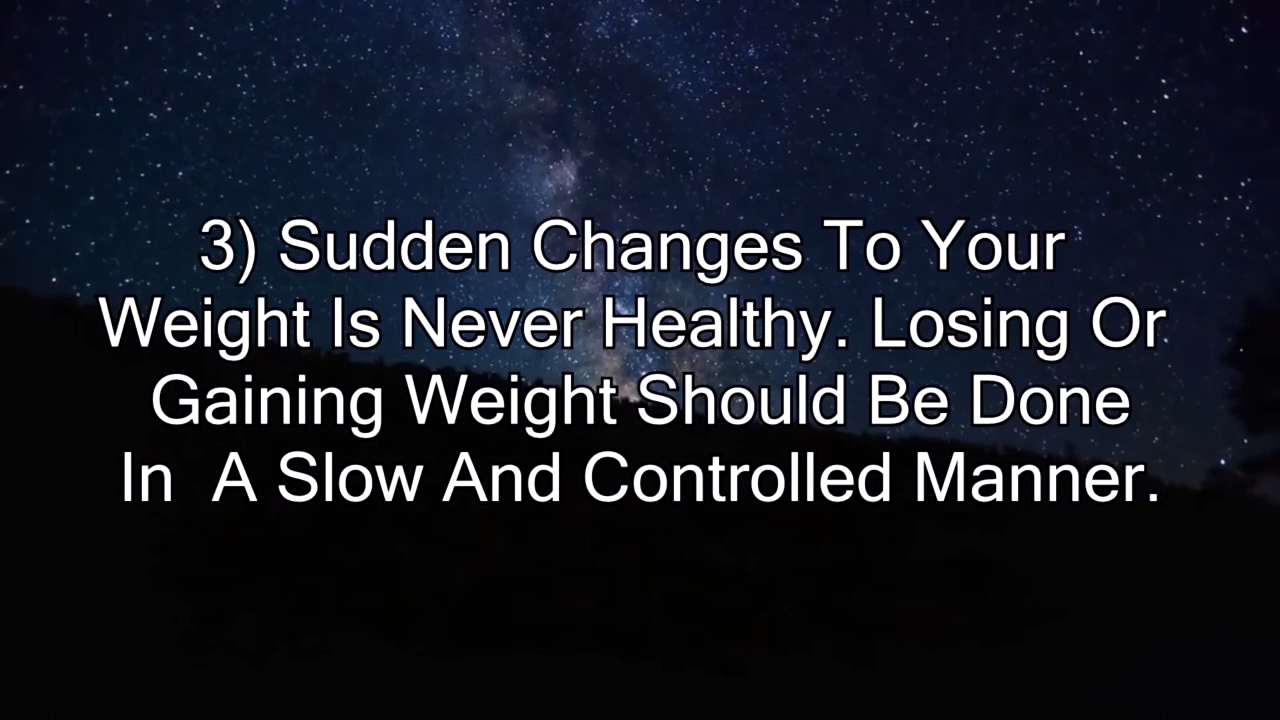 3) Sudden Changes To Your
Weight Is Never Healthy. Losing Or
Gaining Weight Should Be Done
In  A Slow And Controlled Manner.